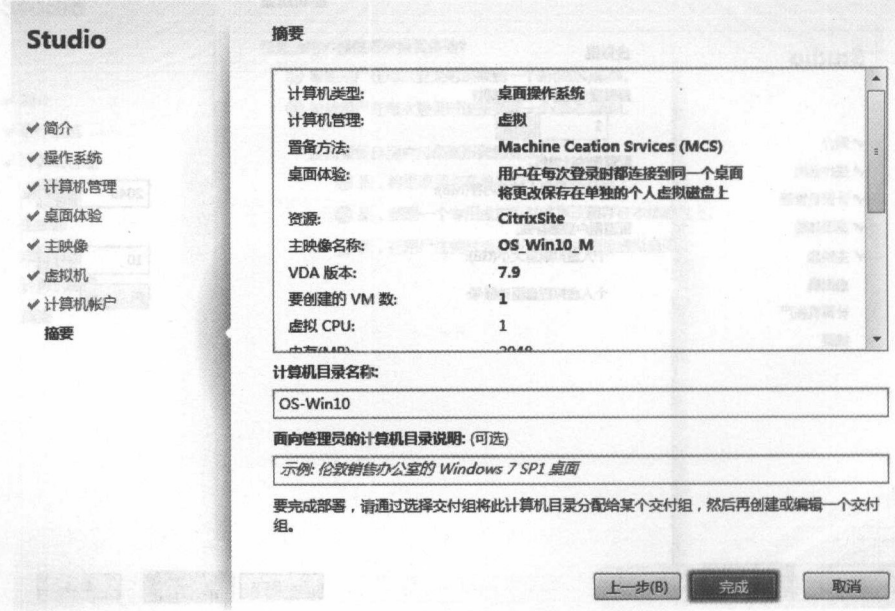 Studio
简介
操作系统
计算机管理
桌面体验
主映像
虚拟机
计算机帐户
摘要
摘要
计算机类型: 桌面操作系统
计算机管理: 虚拟
置备方法: Machine Ceation Srvices (MCS)
桌面体验: 用户在每次登录时都连接到同一个桌面
将更改保存在单独的个人虚拟磁盘上
资源: CitrixSite
主映像名称: OS_Win10_M
VDA 版本: 7.9
要创建的 VM 数: 1
虚拟 CPU: 1
内存(MB): 2048
计算机目录名称:
OS-Win10
面向管理员的计算机目录说明: (可选)
示例: 伦敦销售办公室的 Windows 7 SP1 桌面
要完成部署，请通过选择交付组将此计算机目录分配给某个交付组，然后再创建或编辑一个交付
组。
上一步(B) 完成 取消